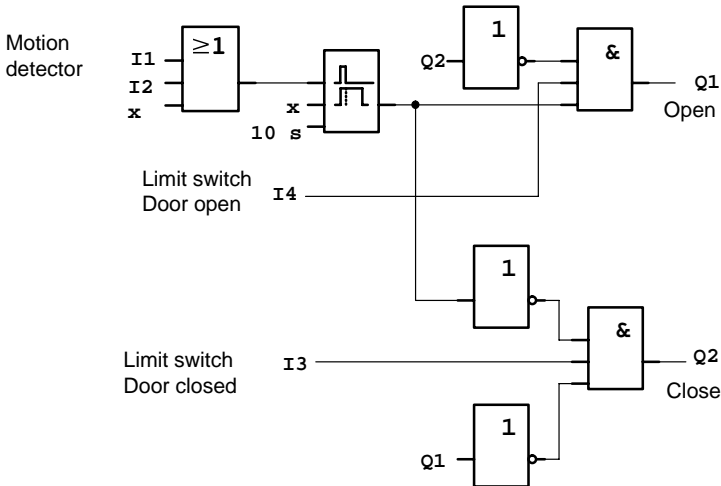 Motion
detector
I1
I2
x
≥1
x
10 s
Q2
1
&
Q1
Open
Limit switch
Door open
I4
1
Limit switch
Door closed
I3
&
Q2
Close
1
Q1